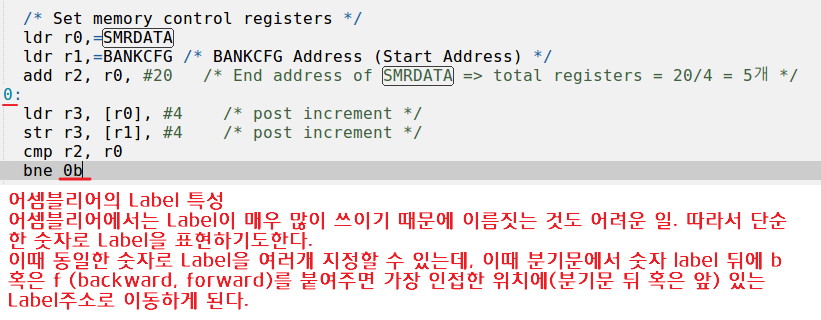 /* Set memory control registers */
ldr r0,=SMRDATA
ldr r1,=BANKCFG /* BANKCFG Address (Start Address) */
add r2, r0, #20   /* End address of SMRDATA => total registers = 20/4 = 5개 */
0:
ldr r3, [r0], #4    /* post increment */
str r3, [r1], #4    /* post increment */
cmp r2, r0
bne 0b
어셈블리어의 Label 특성
어셈블리어에서는 Label이 매우 많이 쓰이기 때문에 이름짓는 것도 어려운 일. 따라서 단순
한 숫자로 Label을 표현하기도한다.
이때 동일한 숫자로 Label을 여러개 지정할 수 있는데, 이때 분기문에서 숫자 label 뒤에 b
혹은 f (backward, forward)를 붙여주면 가장 인접한 위치에(분기문 뒤 혹은 앞) 있는
Label주소로 이동하게 된다.